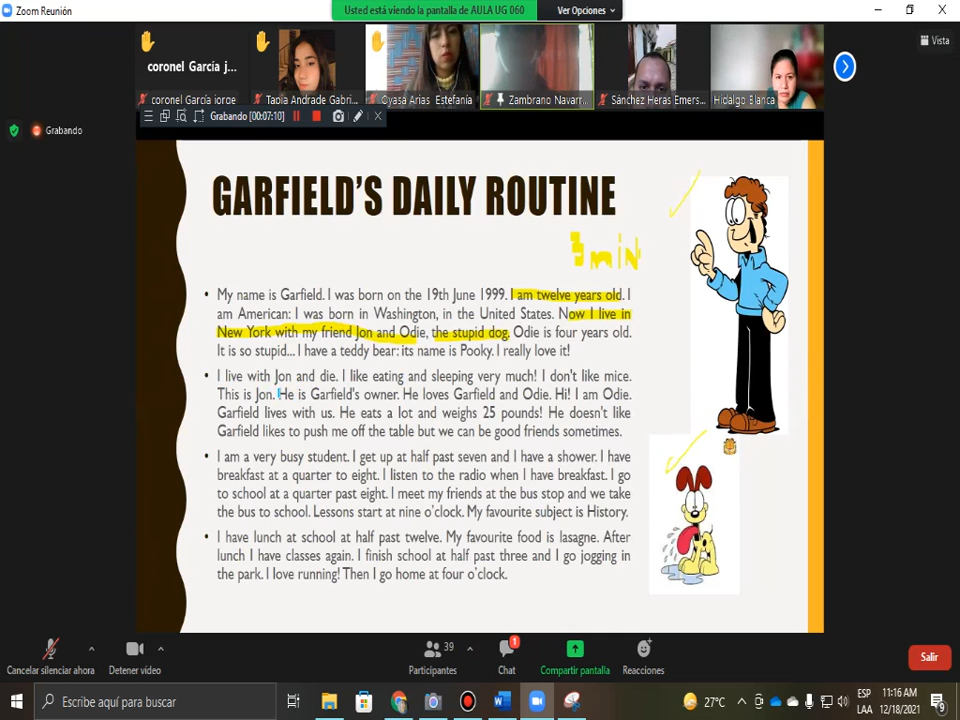 Zoom Reunión
Usted está viendo la pantalla de AULA UG 060
Ver Opciones
Vista
coronel García j...
coronel García jorge
Tapia Andrade Gabri...
Oyasa Arias Estefanía
Zambrano Navarr...
Sánchez Heras Emers...
Hidalgo Blanca
Grabando
Grabando [00:07:10]
GARFIELD'S DAILY ROUTINE
3 min
• My name is Garfield. I was born on the 19th June 1999. I am twelve years old. I
am American: I was born in Washington, in the United States. Now I live in
New York with my friend Jon and Odie, the stupid dog. Odie is four years old.
It is so stupid... I have a teddy bear: its name is Pooky. I really love it!
• I live with Jon and die. I like eating and sleeping very much! I don't like mice.
This is Jon. He is Garfield's owner. He loves Garfield and Odie. Hi! I am Odie.
Garfield lives with us. He eats a lot and weighs 25 pounds! He doesn't like
Garfield likes to push me off the table but we can be good friends sometimes.
• I am a very busy student. I get up at half past seven and I have a shower. I have
breakfast at a quarter to eight. I listen to the radio when I have breakfast. I go
to school at a quarter past eight. I meet my friends at the bus stop and we take
the bus to school. Lessons start at nine o'clock. My favourite subject is History.
• I have lunch at school at half past twelve. My favourite food is lasagne. After
lunch I have classes again. I finish school at half past three and I go jogging in
the park. I love running! Then I go home at four o'clock.
Cancelar silenciar ahora
Detener vídeo
39
Participantes
1
Chat
Compartir pantalla
Reacciones
Salir
Escribe aquí para buscar
27°C
ESP
LAA
11:16 AM
12/18/2021
9